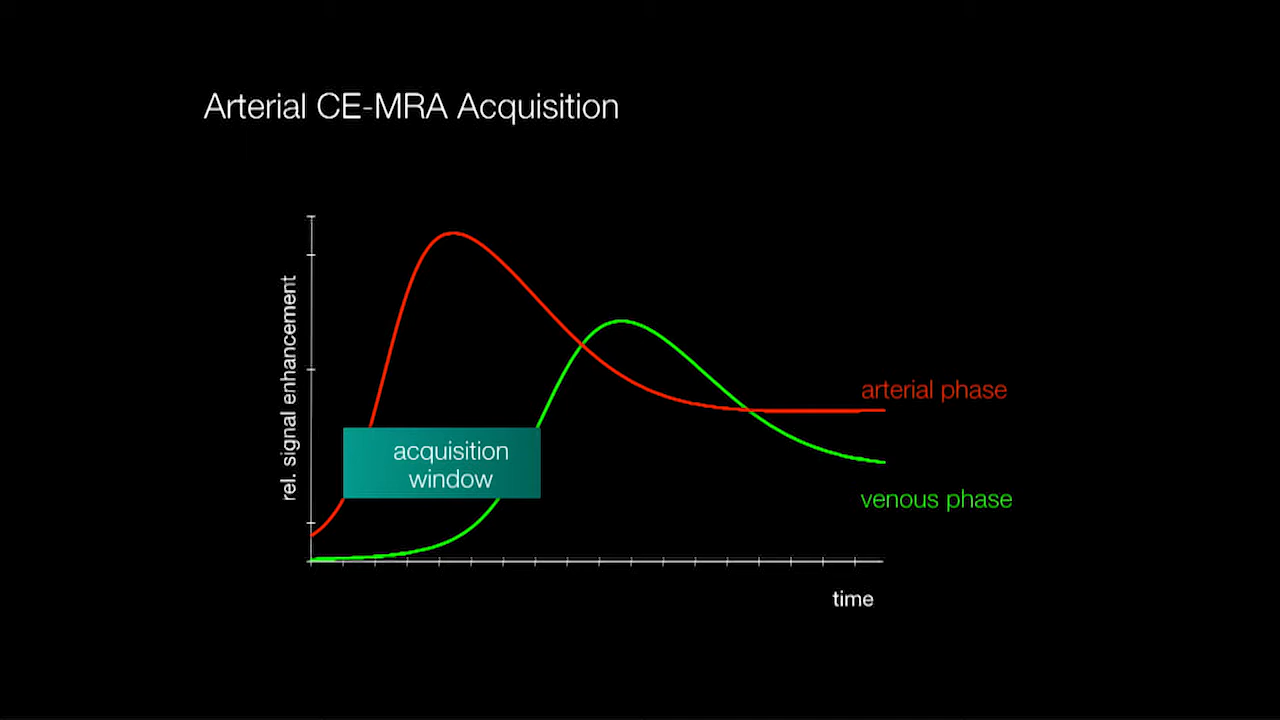 Arterial CE-MRA Acquisition
rel. signal enhancement
acquisition
window
arterial phase
venous phase
time